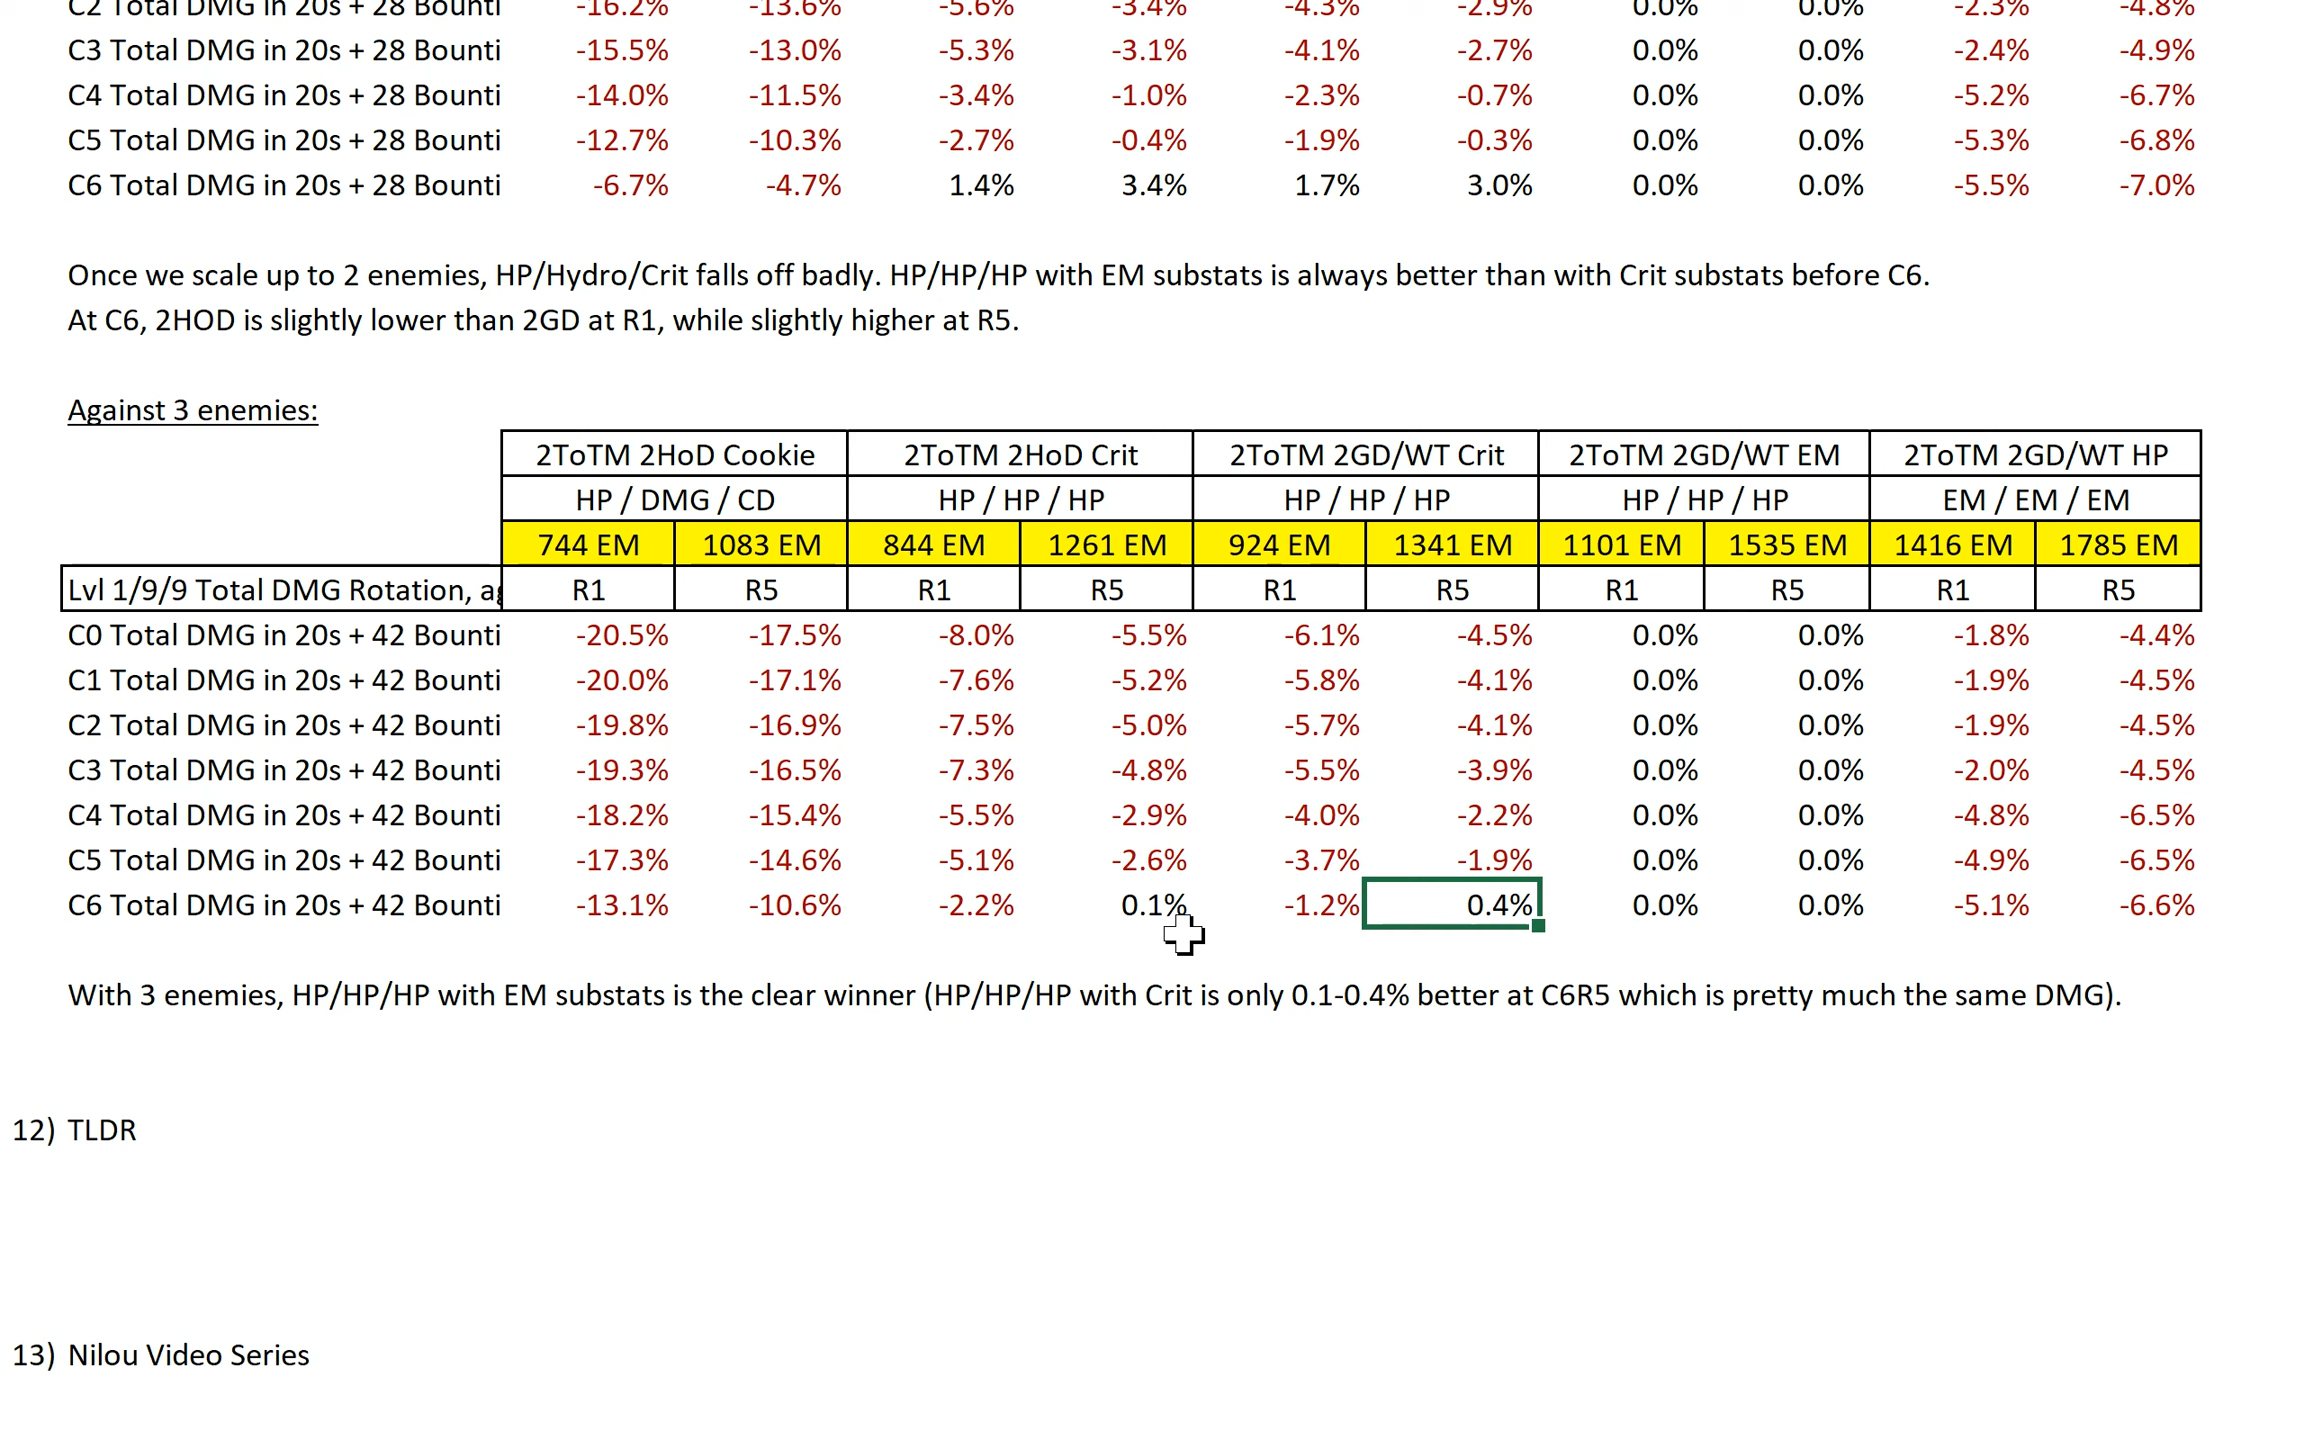 C2 Total DMG in 20s + 28 Bounti -16.2% -13.6% -5.6% -3.4% -4.3% -2.9% 0.0% 0.0% -2.3% -4.8%
C3 Total DMG in 20s + 28 Bounti -15.5% -13.0% -5.3% -3.1% -4.1% -2.7% 0.0% 0.0% -2.4% -4.9%
C4 Total DMG in 20s + 28 Bounti -14.0% -11.5% -3.4% -1.0% -2.3% -0.7% 0.0% 0.0% -5.2% -6.7%
C5 Total DMG in 20s + 28 Bounti -12.7% -10.3% -2.7% -0.4% -1.9% -0.3% 0.0% 0.0% -5.3% -6.8%
C6 Total DMG in 20s + 28 Bounti -6.7% -4.7% 1.4% 3.4% 1.7% 3.0% 0.0% 0.0% -5.5% -7.0%
Once we scale up to 2 enemies, HP/Hydro/Crit falls off badly. HP/HP/HP with EM substats is always better than with Crit substats before C6.
At C6, 2HOD is slightly lower than 2GD at R1, while slightly higher at R5.
Against 3 enemies:
2ToTM 2HoD Cookie 2ToTM 2HoD Crit 2ToTM 2GD/WT Crit 2ToTM 2GD/WT EM 2ToTM 2GD/WT HP
HP / DMG / CD HP / HP / HP HP / HP / HP HP / HP / HP EM / EM / EM
744 EM 1083 EM 844 EM 1261 EM 924 EM 1341 EM 1101 EM 1535 EM 1416 EM 1785 EM
Lvl 1/9/9 Total DMG Rotation, ag R1 R5 R1 R5 R1 R5 R1 R5 R1 R5
C0 Total DMG in 20s + 42 Bounti -20.5% -17.5% -8.0% -5.5% -6.1% -4.5% 0.0% 0.0% -1.8% -4.4%
C1 Total DMG in 20s + 42 Bounti -20.0% -17.1% -7.6% -5.2% -5.8% -4.1% 0.0% 0.0% -1.9% -4.5%
C2 Total DMG in 20s + 42 Bounti -19.8% -16.9% -7.5% -5.0% -5.7% -4.1% 0.0% 0.0% -1.9% -4.5%
C3 Total DMG in 20s + 42 Bounti -19.3% -16.5% -7.3% -4.8% -5.5% -3.9% 0.0% 0.0% -2.0% -4.5%
C4 Total DMG in 20s + 42 Bounti -18.2% -15.4% -5.5% -2.9% -4.0% -2.2% 0.0% 0.0% -4.8% -6.5%
C5 Total DMG in 20s + 42 Bounti -17.3% -14.6% -5.1% -2.6% -3.7% -1.9% 0.0% 0.0% -4.9% -6.5%
C6 Total DMG in 20s + 42 Bounti -13.1% -10.6% -2.2% 0.1% -1.2% 0.4% 0.0% 0.0% -5.1% -6.6%
With 3 enemies, HP/HP/HP with EM substats is the clear winner (HP/HP/HP with Crit is only 0.1-0.4% better at C6R5 which is pretty much the same DMG).
12) TLDR
13) Nilou Video Series